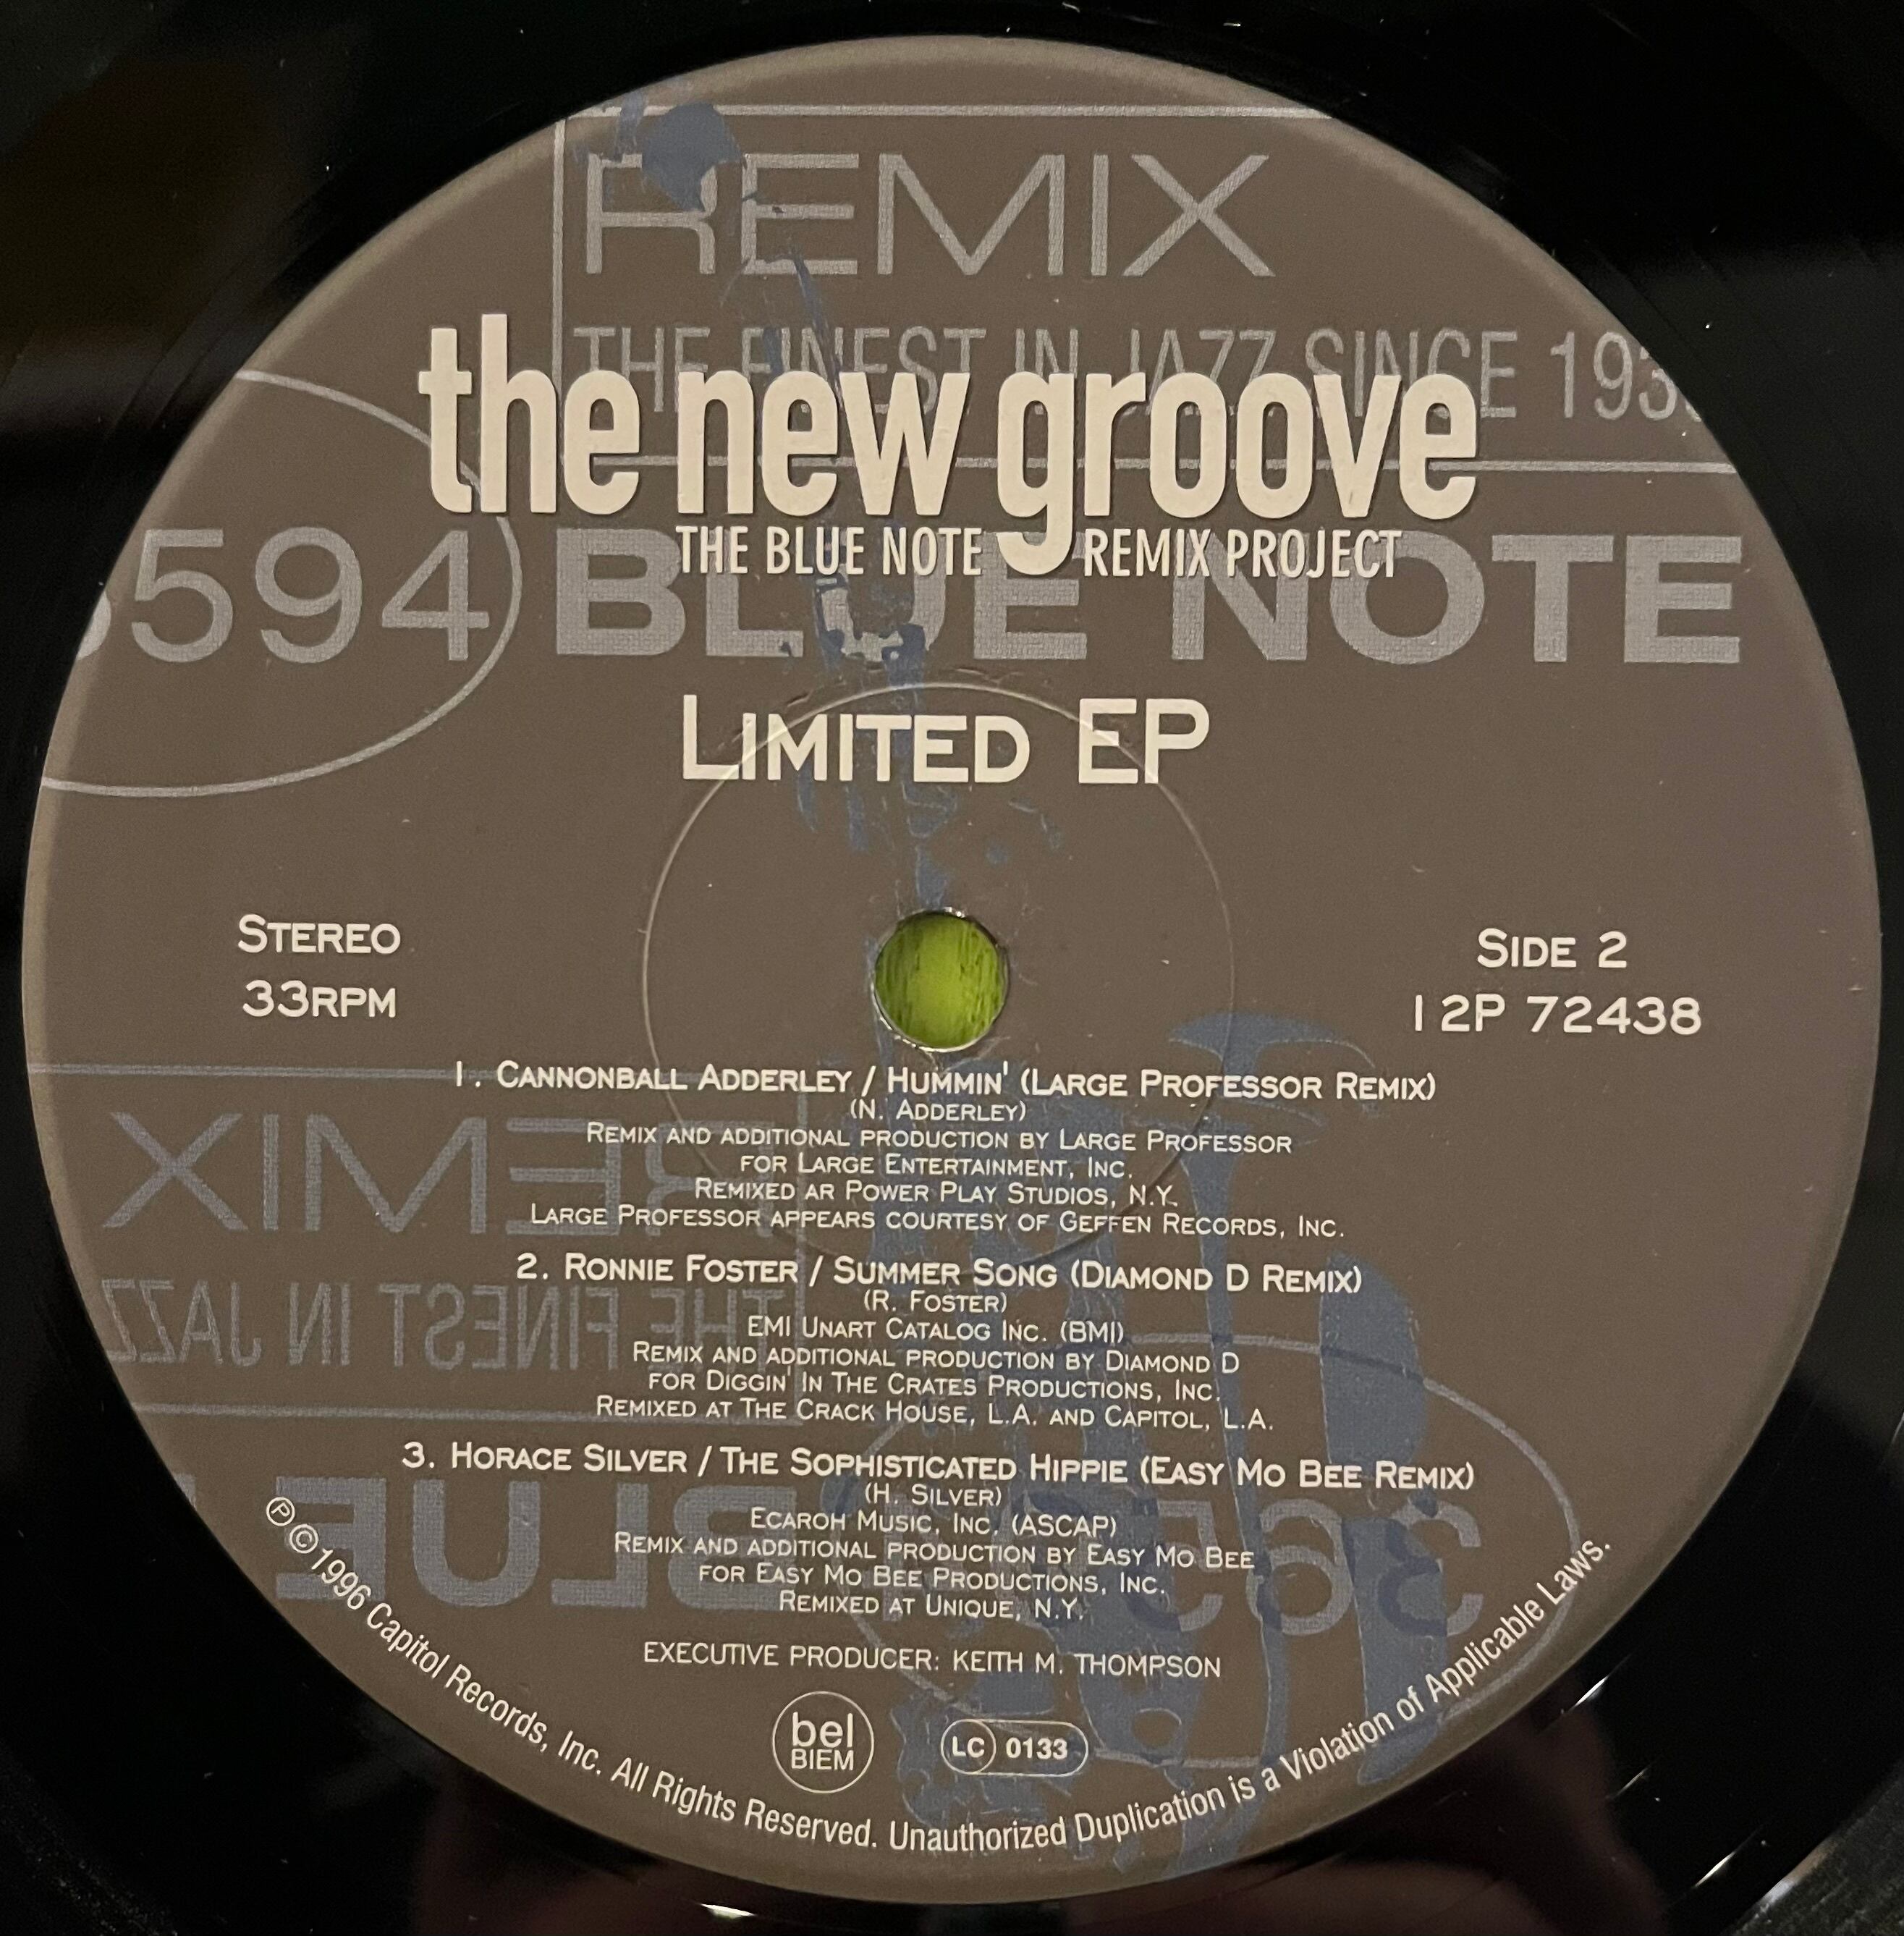 REMIX
THE FINEST IN JAZZ SINCE 193
the new groove
THE BLUE NOTE REMIX PROJECT
594 BLUE NOTE
LIMITED EP
STEREO
33RPM
SIDE 2
12P 72438
1. CANNONBALL ADDERLEY / HUMMIN' (LARGE PROFESSOR REMIX)
(N. ADDERLEY)
REMIX AND ADDITIONAL PRODUCTION BY LARGE PROFESSOR
FOR LARGE ENTERTAINMENT, INC.
REMIXED AR POWER PLAY STUDIOS, N.Y.
LARGE PROFESSOR APPEARS COURTESY OF GEFFEN RECORDS, INC.
REMIX
2. RONNIE FOSTER / SUMMER SONG (DIAMOND D REMIX)
(R. FOSTER)
EMI UNART CATALOG INC. (BMI)
REMIX AND ADDITIONAL PRODUCTION BY DIAMOND D
FOR DIGGIN' IN THE CRATES PRODUCTIONS, INC.
REMIXED AT THE CRACK HOUSE, L.A. AND CAPITOL, L.A.
THE FINEST IN JAZZ
3. HORACE SILVER / THE SOPHISTICATED HIPPIE (EASY MO BEE REMIX)
(H. SILVER)
ECAROH MUSIC, INC. (ASCAP)
REMIX AND ADDITIONAL PRODUCTION BY EASY MO BEE
FOR EASY MO BEE PRODUCTIONS, INC.
REMIXED AT UNIQUE, N.Y.
BLUE
EXECUTIVE PRODUCER: KEITH M. THOMPSON
bel
BIEM
LC 0133
℗©1996 Capitol Records, Inc. All Rights Reserved. Unauthorized Duplication is a Violation of Applicable Laws.